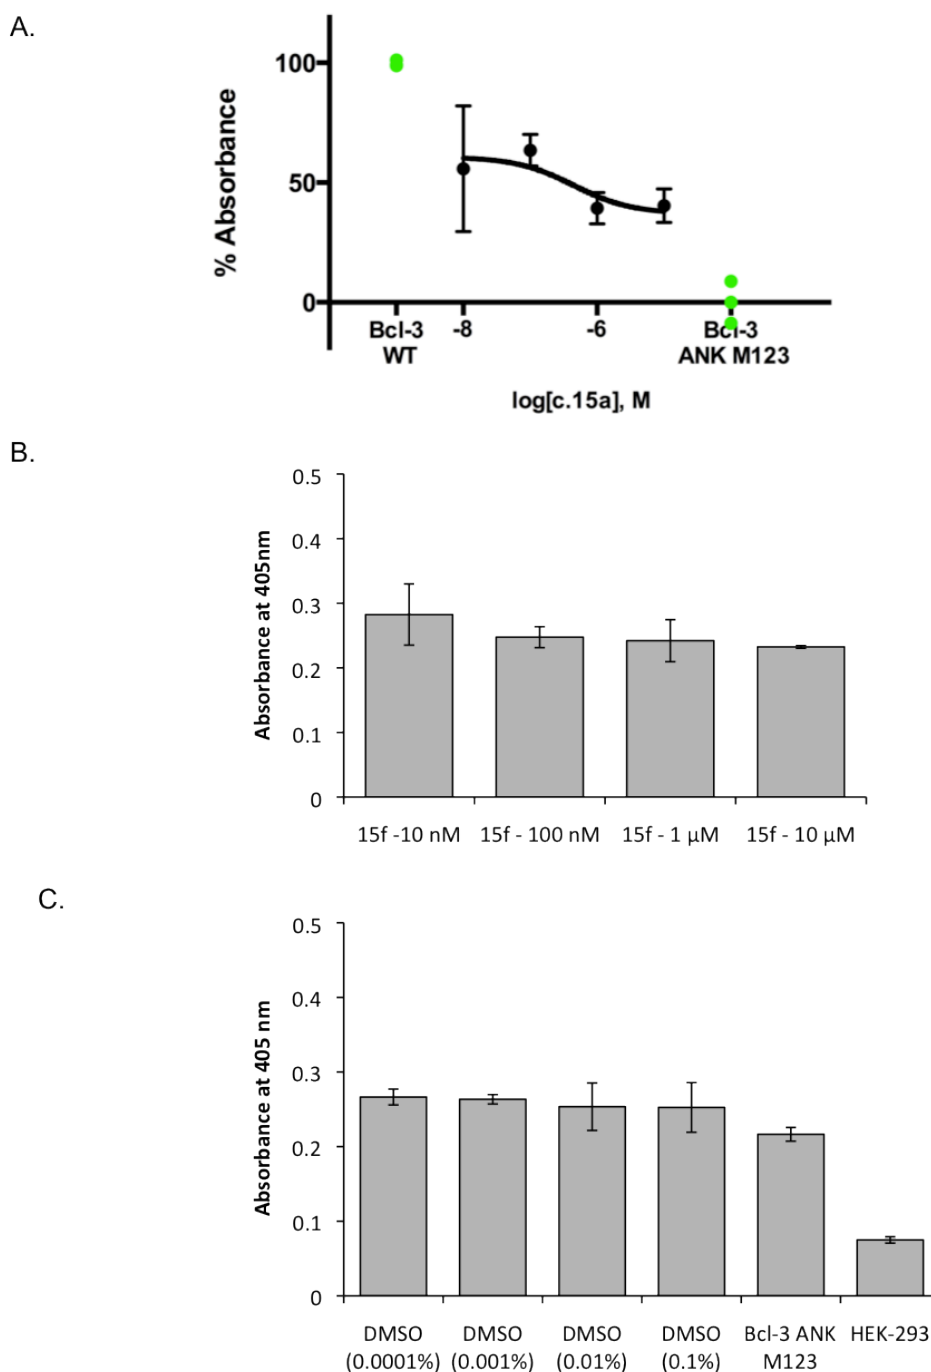 A.
% Absorbance
100
50
0
Bcl-3
WT
-8
-6
Bcl-3
ANK M123
log[c.15a], M
B.
Absorbance at 405nm
0.5
0.4
0.3
0.2
0.1
0
15f -10 nM
15f - 100 nM
15f - 1 µM
15f - 10 µM
C.
Absorbance at 405 nm
0.5
0.4
0.3
0.2
0.1
0
DMSO
(0.0001%)
DMSO
(0.001%)
DMSO
(0.01%)
DMSO
(0.1%)
Bcl-3 ANK
M123
HEK-293